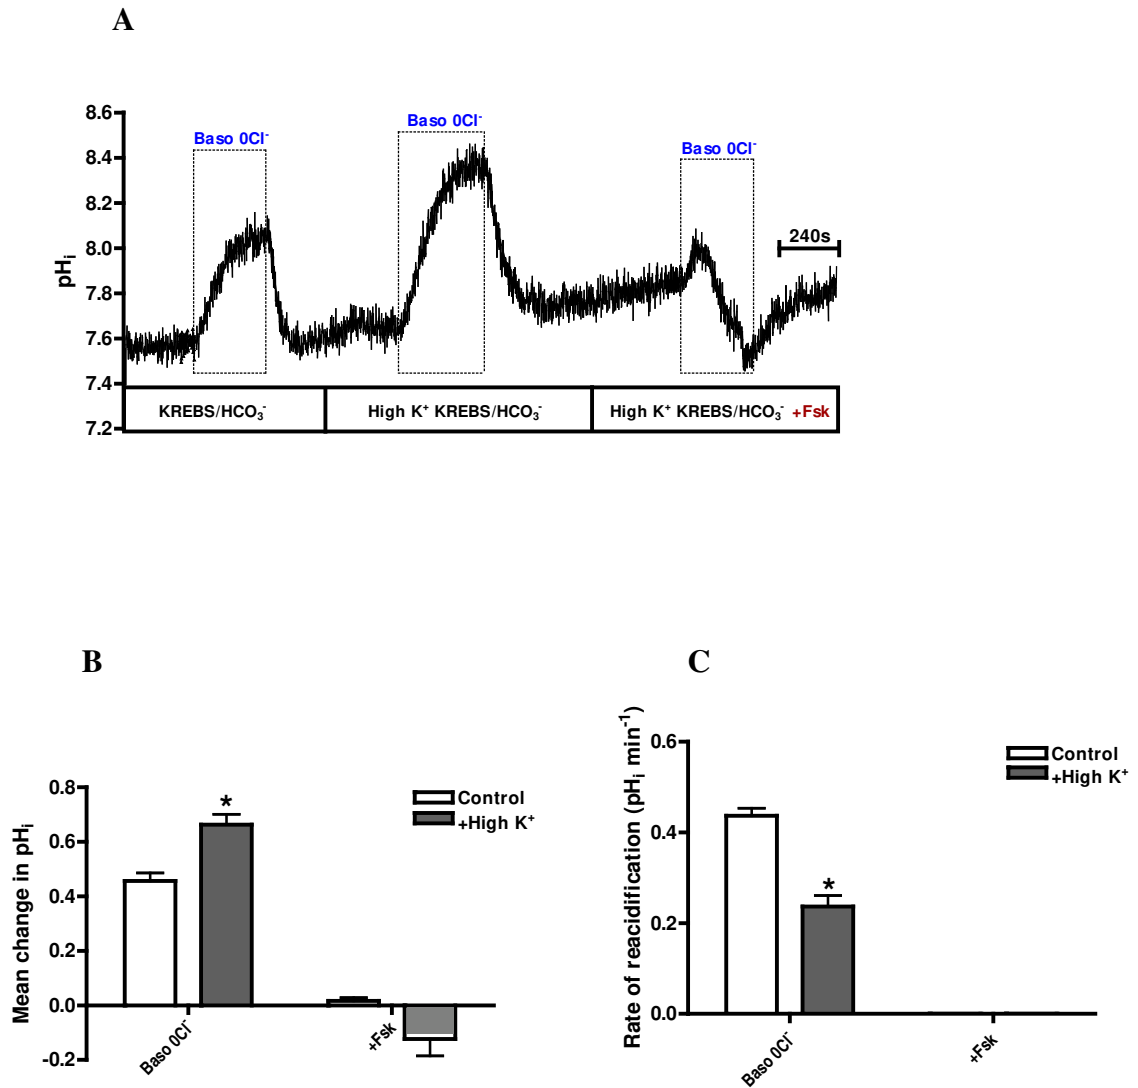 A
8.6
8.4
8.2
8.0
7.8
7.6
7.4
7.2
pHi
Baso 0Cl-
Baso 0Cl-
Baso 0Cl-
240s
KREBS/HCO3-
High K+ KREBS/HCO3-
High K+ KREBS/HCO3- +Fsk
B
Mean change in pHi
0.8
0.6
0.4
0.2
0.0
-0.2
*
Control
+High K+
Baso 0Cl-
+Fsk
C
Rate of reacidification (pHi min-1)
0.6
0.4
0.2
0.0
*
Control
+High K+
Baso 0Cl-
+Fsk